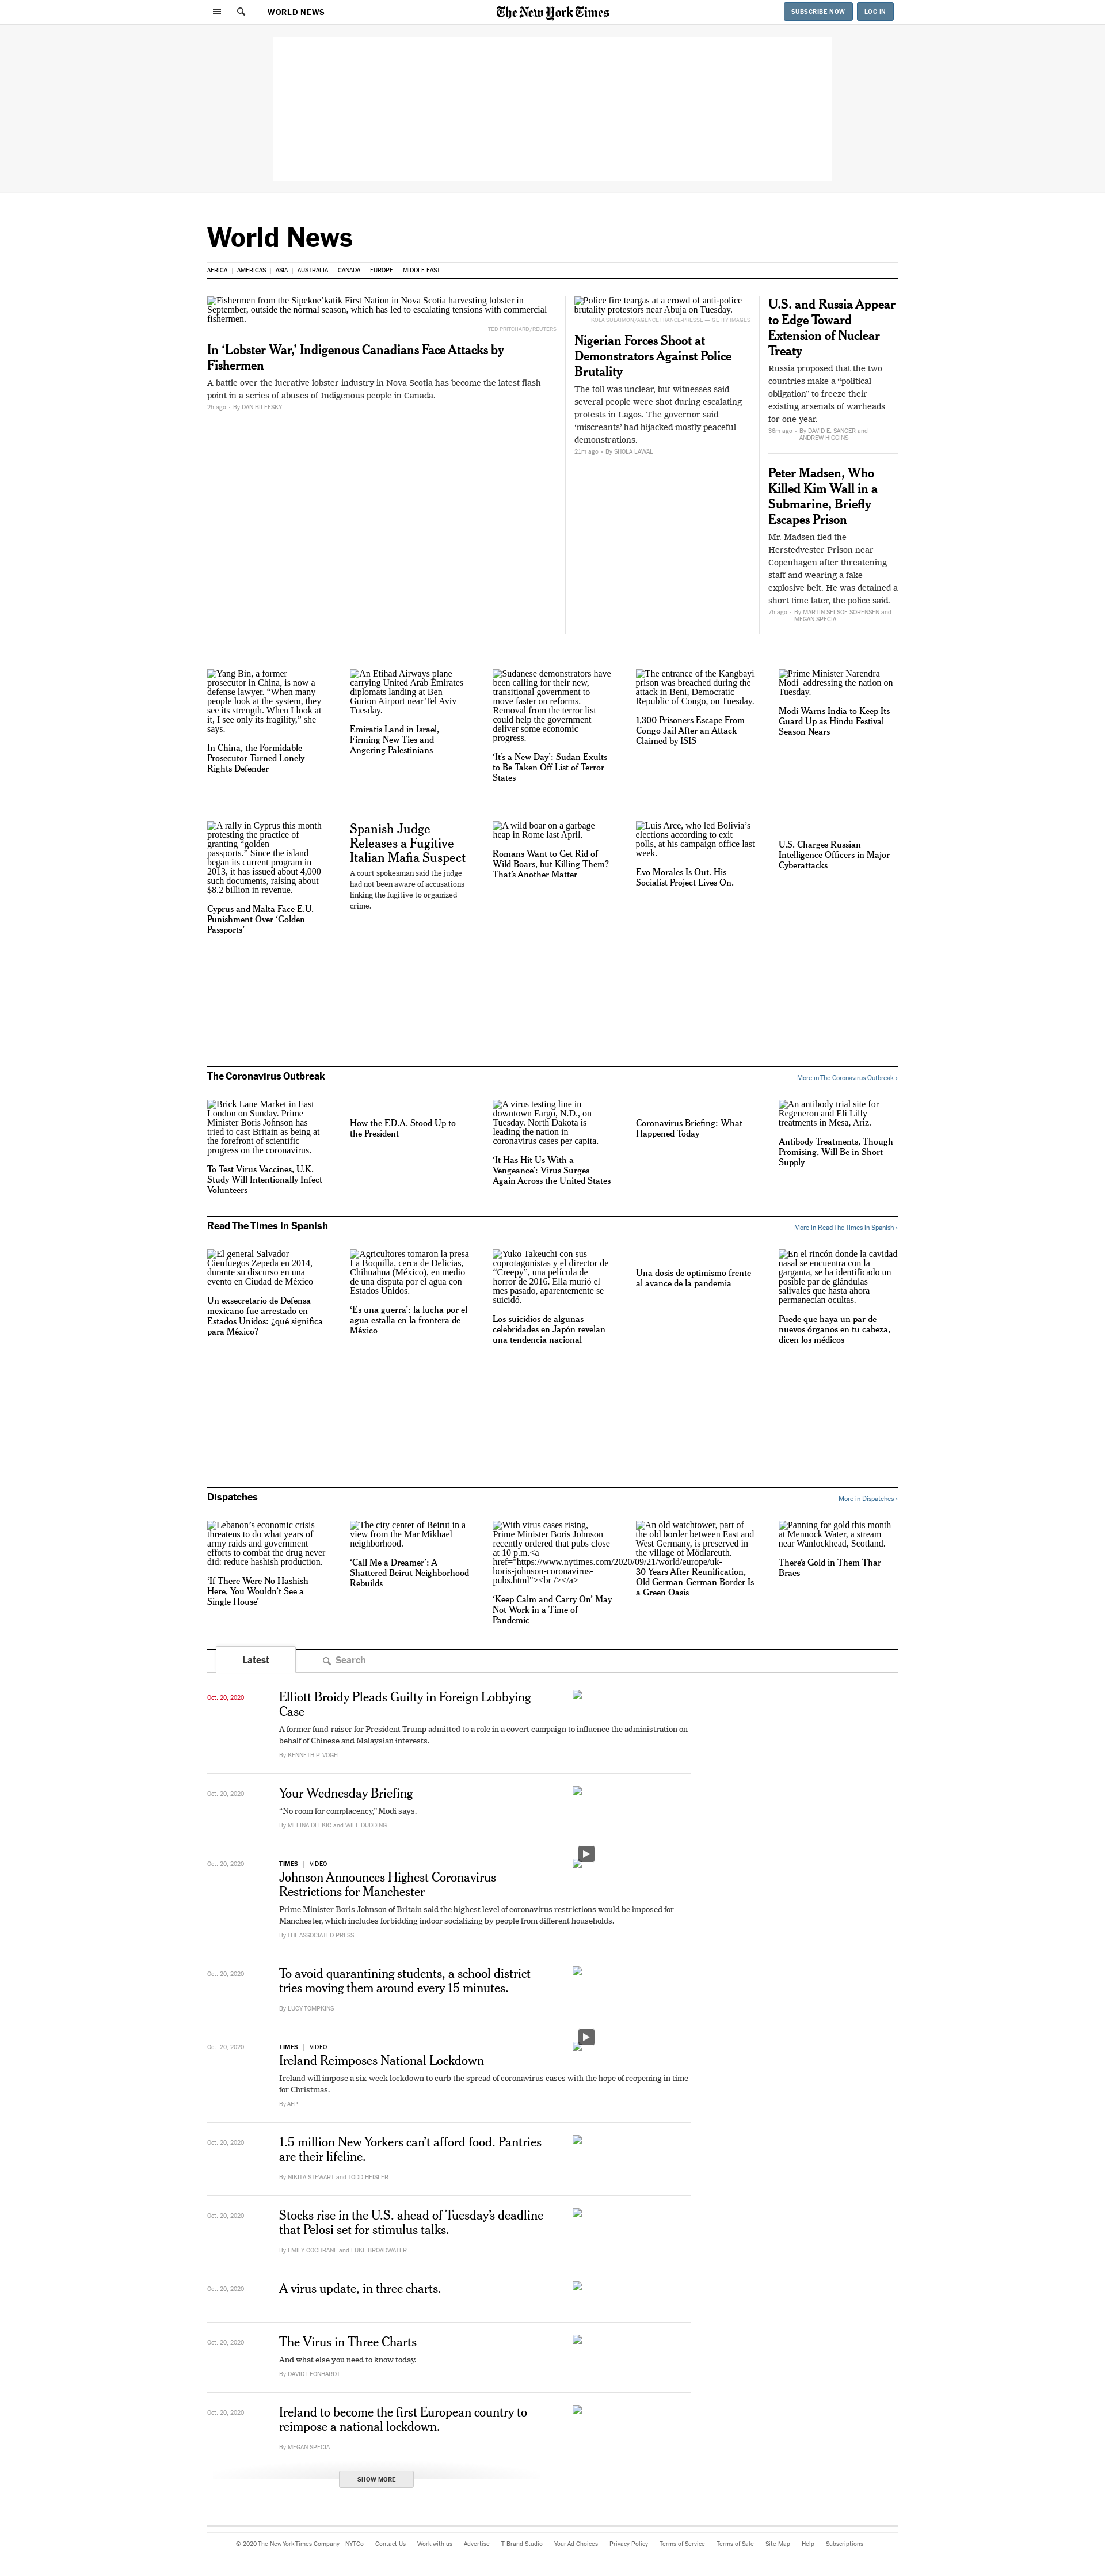 WORLD NEWS
The New York Times
SUBSCRIBE NOW
LOG IN
World News
AFRICA | AMERICAS | ASIA | AUSTRALIA | CANADA | EUROPE | MIDDLE EAST
Fishermen from the Sipekne’katik First Nation in Nova Scotia harvesting lobster in
September, outside the normal season, which has led to escalating tensions with commercial
fishermen.
TED PRITCHARD/REUTERS
In ‘Lobster War,’ Indigenous Canadians Face Attacks by
Fishermen
A battle over the lucrative lobster industry in Nova Scotia has become the latest flash
point in a series of abuses of Indigenous people in Canada.
2h ago - By DAN BILEFSKY
Police fire teargas at a crowd of anti-police
brutality protestors near Abuja on Tuesday.
KOLA SULAIMON/AGENCE FRANCE-PRESSE — GETTY IMAGES
Nigerian Forces Shoot at
Demonstrators Against Police
Brutality
The toll was unclear, but witnesses said
several people were shot during escalating
protests in Lagos. The governor said
‘miscreants’ had hijacked mostly peaceful
demonstrations.
21m ago - By SHOLA LAWAL
U.S. and Russia Appear
to Edge Toward
Extension of Nuclear
Treaty
Russia proposed that the two
countries make a “political
obligation” to freeze their
existing arsenals of warheads
for one year.
36m ago - By DAVID E. SANGER and
ANDREW HIGGINS
Peter Madsen, Who
Killed Kim Wall in a
Submarine, Briefly
Escapes Prison
Mr. Madsen fled the
Herstedvester Prison near
Copenhagen after threatening
staff and wearing a fake
explosive belt. He was detained a
short time later, the police said.
7h ago - By MARTIN SELSOE SORENSEN and
MEGAN SPECIA
Yang Bin, a former
prosecutor in China, is now a
defense lawyer. “When many
people look at the system, they
see its strength. When I look at
it, I see only its fragility,” she
says.
In China, the Formidable
Prosecutor Turned Lonely
Rights Defender
An Etihad Airways plane
carrying United Arab Emirates
diplomats landing at Ben
Gurion Airport near Tel Aviv
Tuesday.
Emiratis Land in Israel,
Firming New Ties and
Angering Palestinians
Sudanese demonstrators have
been calling for their new,
transitional government to
move faster on reforms.
Removal from the terror list
could help the government
deliver some economic
progress.
‘It’s a New Day’: Sudan Exults
to Be Taken Off List of Terror
States
The entrance of the Kangbayi
prison was breached during the
attack in Beni, Democratic
Republic of Congo, on Tuesday.
1,300 Prisoners Escape From
Congo Jail After an Attack
Claimed by ISIS
Prime Minister Narendra
Modi addressing the nation on
Tuesday.
Modi Warns India to Keep Its
Guard Up as Hindu Festival
Season Nears
A rally in Cyprus this month
protesting the practice of
granting “golden
passports.” Since the island
began its current program in
2013, it has issued about 4,000
such documents, raising about
$8.2 billion in revenue.
Cyprus and Malta Face E.U.
Punishment Over ‘Golden
Passports’
Spanish Judge
Releases a Fugitive
Italian Mafia Suspect
A court spokesman said the judge
had not been aware of accusations
linking the fugitive to organized
crime.
A wild boar on a garbage
heap in Rome last April.
Romans Want to Get Rid of
Wild Boars, but Killing Them?
That’s Another Matter
Luis Arce, who led Bolivia’s
elections according to exit
polls, at his campaign office last
week.
Evo Morales Is Out. His
Socialist Project Lives On.
U.S. Charges Russian
Intelligence Officers in Major
Cyberattacks
The Coronavirus Outbreak
More in The Coronavirus Outbreak ›
Brick Lane Market in East
London on Sunday. Prime
Minister Boris Johnson has
tried to cast Britain as being at
the forefront of scientific
progress on the coronavirus.
To Test Virus Vaccines, U.K.
Study Will Intentionally Infect
Volunteers
How the F.D.A. Stood Up to
the President
A virus testing line in
downtown Fargo, N.D., on
Tuesday. North Dakota is
leading the nation in
coronavirus cases per capita.
‘It Has Hit Us With a
Vengeance’: Virus Surges
Again Across the United States
Coronavirus Briefing: What
Happened Today
An antibody trial site for
Regeneron and Eli Lilly
treatments in Mesa, Ariz.
Antibody Treatments, Though
Promising, Will Be in Short
Supply
Read The Times in Spanish
More in Read The Times in Spanish ›
El general Salvador
Cienfuegos Zepeda en 2014,
durante su discurso en una
evento en Ciudad de México
Un exsecretario de Defensa
mexicano fue arrestado en
Estados Unidos: ¿qué significa
para México?
Agricultores tomaron la presa
La Boquilla, cerca de Delicias,
Chihuahua (México), en medio
de una disputa por el agua con
Estados Unidos.
‘Es una guerra’: la lucha por el
agua estalla en la frontera de
México
Yuko Takeuchi con sus
coprotagonistas y el director de
“Creepy”, una película de
horror de 2016. Ella murió el
mes pasado, aparentemente se
suicidó.
Los suicidios de algunas
celebridades en Japón revelan
una tendencia nacional
Una dosis de optimismo frente
al avance de la pandemia
En el rincón donde la cavidad
nasal se encuentra con la
garganta, se ha identificado un
posible par de glándulas
salivales que hasta ahora
permanecían ocultas.
Puede que haya un par de
nuevos órganos en tu cabeza,
dicen los médicos
Dispatches
More in Dispatches ›
Lebanon’s economic crisis
threatens to do what years of
army raids and government
efforts to combat the drug never
did: reduce hashish production.
‘If There Were No Hashish
Here, You Wouldn’t See a
Single House’
The city center of Beirut in a
view from the Mar Mikhael
neighborhood.
‘Call Me a Dreamer’: A
Shattered Beirut Neighborhood
Rebuilds
With virus cases rising,
Prime Minister Boris Johnson
recently ordered that pubs close
at 10 p.m.<a
href="https://www.nytimes.com/2020/09/21/world/europe/uk-
boris-johnson-coronavirus-
pubs.html"><br /></a>
‘Keep Calm and Carry On’ May
Not Work in a Time of
Pandemic
An old watchtower, part of
the old border between East and
West Germany, is preserved in
the village of Mödlareuth.
30 Years After Reunification,
Old German-German Border Is
a Green Oasis
Panning for gold this month
at Mennock Water, a stream
near Wanlockhead, Scotland.
There’s Gold in Them Thar
Braes
Latest
Search
Oct. 20, 2020
Elliott Broidy Pleads Guilty in Foreign Lobbying
Case
A former fund-raiser for President Trump admitted to a role in a covert campaign to influence the administration on
behalf of Chinese and Malaysian interests.
By KENNETH P. VOGEL
Oct. 20, 2020
Your Wednesday Briefing
“No room for complacency,” Modi says.
By MELINA DELKIC and WILL DUDDING
Oct. 20, 2020
TIMES | VIDEO
Johnson Announces Highest Coronavirus
Restrictions for Manchester
Prime Minister Boris Johnson of Britain said the highest level of coronavirus restrictions would be imposed for
Manchester, which includes forbidding indoor socializing by people from different households.
By THE ASSOCIATED PRESS
Oct. 20, 2020
To avoid quarantining students, a school district
tries moving them around every 15 minutes.
By LUCY TOMPKINS
Oct. 20, 2020
TIMES | VIDEO
Ireland Reimposes National Lockdown
Ireland will impose a six-week lockdown to curb the spread of coronavirus cases with the hope of reopening in time
for Christmas.
By AFP
Oct. 20, 2020
1.5 million New Yorkers can’t afford food. Pantries
are their lifeline.
By NIKITA STEWART and TODD HEISLER
Oct. 20, 2020
Stocks rise in the U.S. ahead of Tuesday’s deadline
that Pelosi set for stimulus talks.
By EMILY COCHRANE and LUKE BROADWATER
Oct. 20, 2020
A virus update, in three charts.
Oct. 20, 2020
The Virus in Three Charts
And what else you need to know today.
By DAVID LEONHARDT
Oct. 20, 2020
Ireland to become the first European country to
reimpose a national lockdown.
By MEGAN SPECIA
SHOW MORE
© 2020 The New York Times Company NYTCo Contact Us Work with us Advertise T Brand Studio Your Ad Choices Privacy Policy Terms of Service Terms of Sale Site Map Help Subscriptions